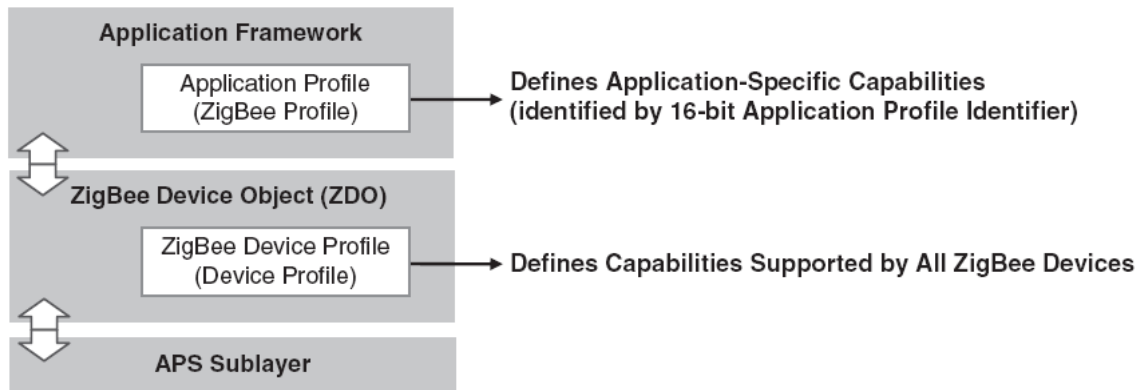 Application Framework
Application Profile
(ZigBee Profile)
Defines Application-Specific Capabilities
(identified by 16-bit Application Profile Identifier)
ZigBee Device Object (ZDO)
ZigBee Device Profile
(Device Profile)
Defines Capabilities Supported by All ZigBee Devices
APS Sublayer